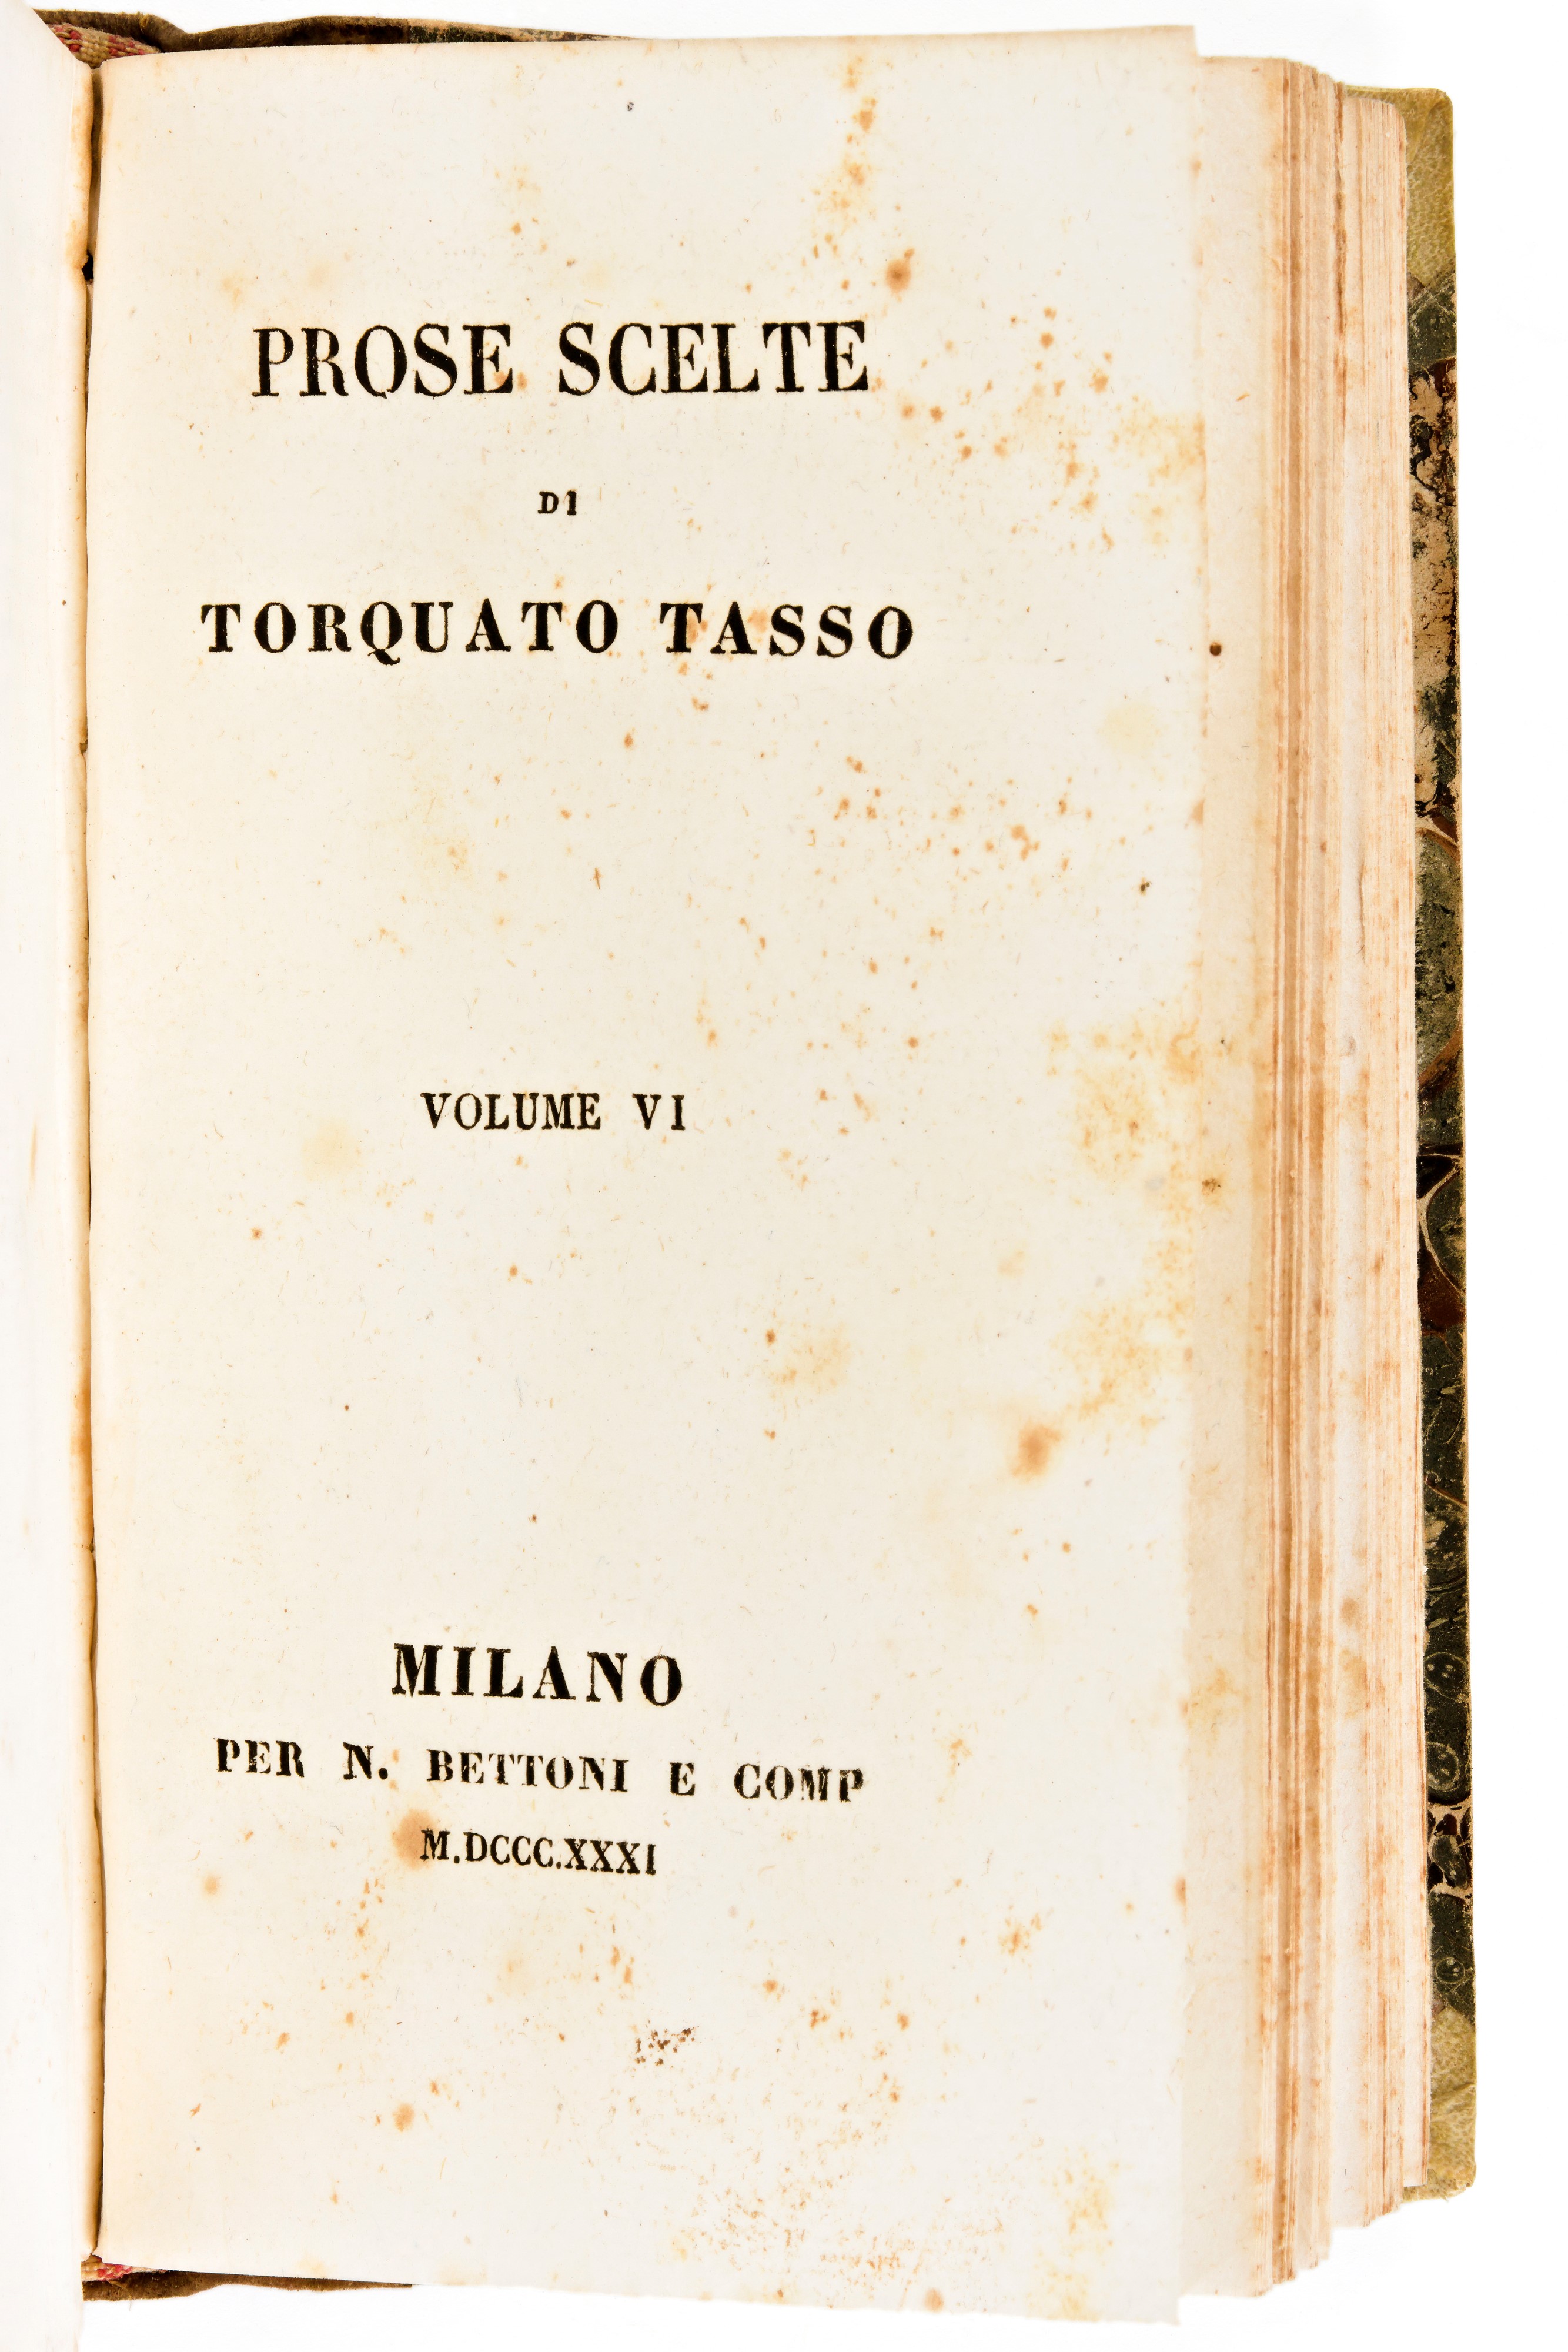 PROSE SCELTE
DI
TORQUATO TASSO
VOLUME VI
MILANO
PER N. BETTONI E COMP
M.DCCC.XXXI